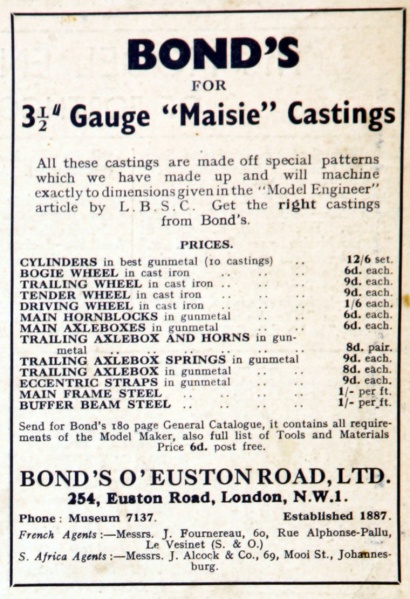 BOND'S
FOR
3½" Gauge "Maisie" Castings
All these castings are made off special patterns
which we have made up and will machine
exactly to dimensions given in the "Model Engineer"
article by L.B.S.C. Get the right castings
from Bond's.
PRICES.
CYLINDERS in best gunmetal (10 castings) .. 12/6 set.
BOGIE WHEEL in cast iron .. .. .. 6d. each.
TRAILING WHEEL in cast iron .. .. .. 9d. each.
TENDER WHEEL in cast iron .. .. .. 9d. each.
DRIVING WHEEL in cast iron .. .. .. 1/6 each.
MAIN HORNBLOCKS in gunmetal .. .. 6d. each.
MAIN AXLEBOXES in gunmetal .. .. 6d. each.
TRAILING AXLEBOX AND HORNS in gun-
metal .. .. .. .. .. 8d. pair.
TRAILING AXLEBOX SPRINGS in gunmetal 9d. each.
TRAILING AXLEBOX in gunmetal .. .. 8d. each.
ECCENTRIC STRAPS in gunmetal .. .. 9d. each.
MAIN FRAME STEEL .. .. .. 1/- per ft.
BUFFER BEAM STEEL .. .. .. 1/- per ft.
Send for Bond's 180 page General Catalogue, it contains all require-
ments of the Model Maker, also full list of Tools and Materials
Price 6d. post free.
BOND'S O' EUSTON ROAD, LTD.
254, Euston Road, London, N.W.1.
Phone: Museum 7137. Established 1887.
French Agents:—Messrs. J. Fournereau, 60, Rue Alphonse-Pallu,
Le Vesinet (S. & O.)
S. Africa Agents:—Messrs. J. Alcock & Co., 69, Mooi St., Johannes-
burg.